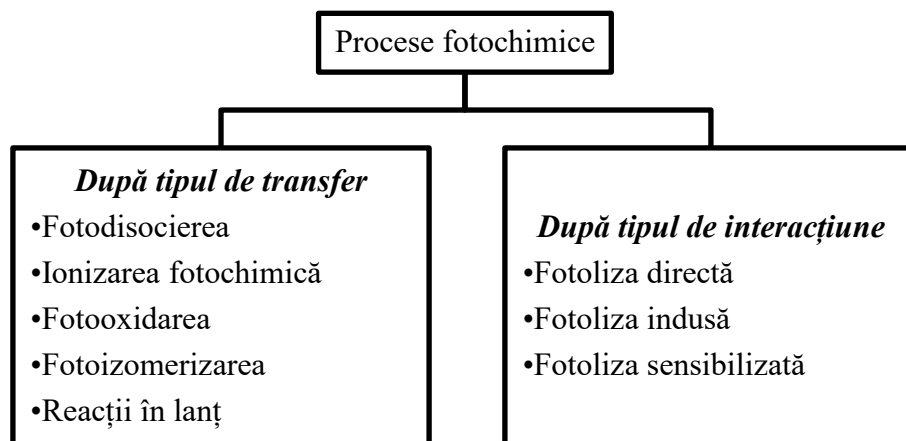 Procese fotochimice
După tipul de transfer
•Fotodisocierea
•Ionizarea fotochimică
•Fotooxidarea
•Fotoizomerizarea
•Reacții în lanț
După tipul de interacțiune
•Fotoliza directă
•Fotoliza indusă
•Fotoliza sensibilizată